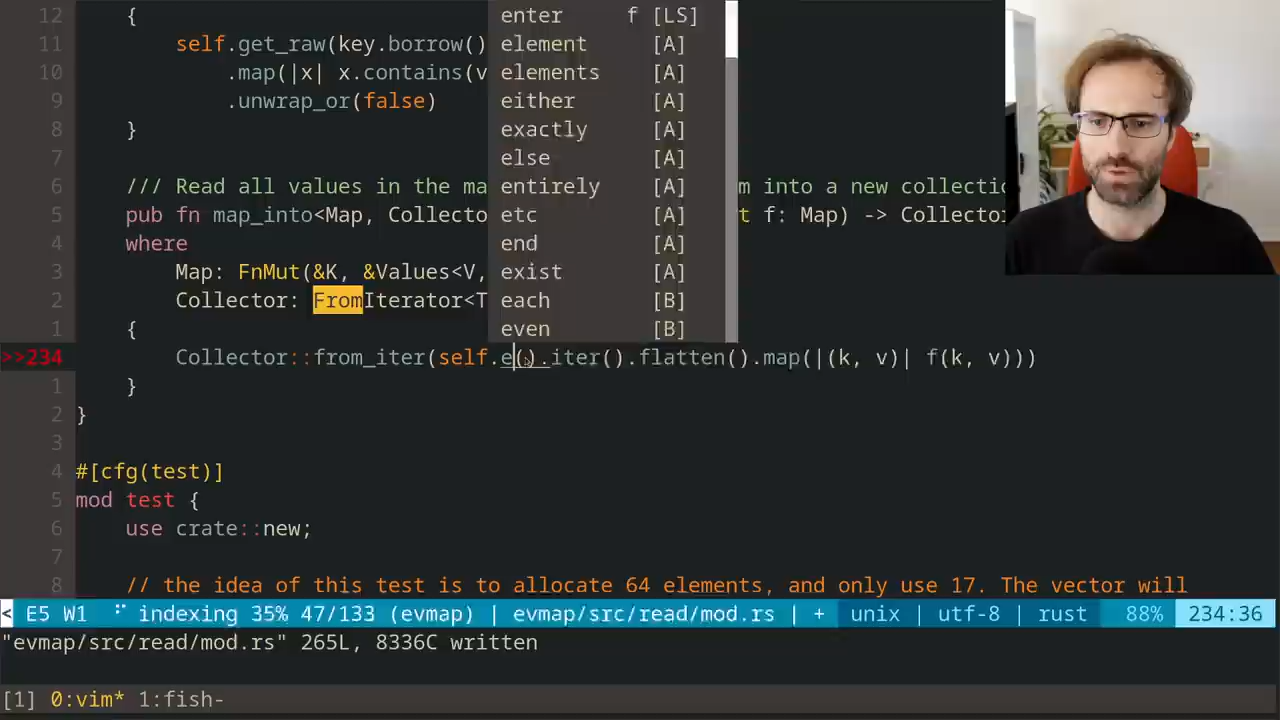 12 {
11 self.get_raw(key.borrow()
10 .map(|x| x.contains(v
9 .unwrap_or(false)
8 }
7
6 /// Read all values in the ma m into a new collectio
5 pub fn map_into<Map, Collecto t f: Map) -> Collecto
4 where
3 Map: FnMut(&K, &Values<V,
2 Collector: FromIterator<T
1 {
>>234 Collector::from_iter(self.e().iter().flatten().map(|(k, v)| f(k, v)))
1 }
2 }
3
4 #[cfg(test)]
5 mod test {
6 use crate::new;
7
8 // the idea of this test is to allocate 64 elements, and only use 17. The vector will
enter f [LS]
element [A]
elements [A]
either [A]
exactly [A]
else [A]
entirely [A]
etc [A]
end [A]
exist [A]
each [B]
even [B]
< E5 W1 ⠋ indexing 35% 47/133 (evmap) | evmap/src/read/mod.rs | + unix | utf-8 | rust 88% 234:36
"evmap/src/read/mod.rs" 265L, 8336C written
[1] 0:vim* 1:fish-